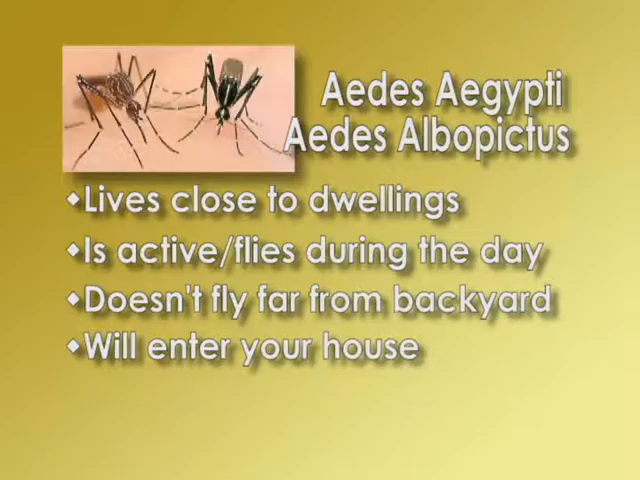 Aedes Aegypti
Aedes Albopictus
◆Lives close to dwellings
◆Is active/flies during the day
◆Doesn't fly far from backyard
◆Will enter your house